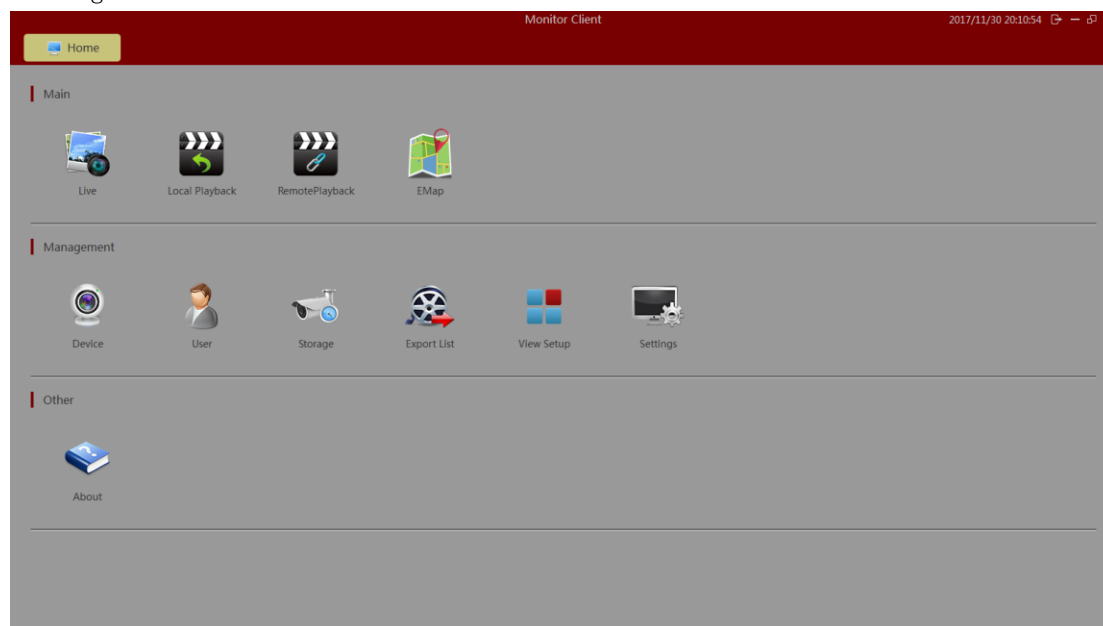 Monitor Client
2017/11/30 20:10:54
Home
Main
Live
Local Playback
RemotePlayback
EMap
Management
Device
User
Storage
Export List
View Setup
Settings
Other
About